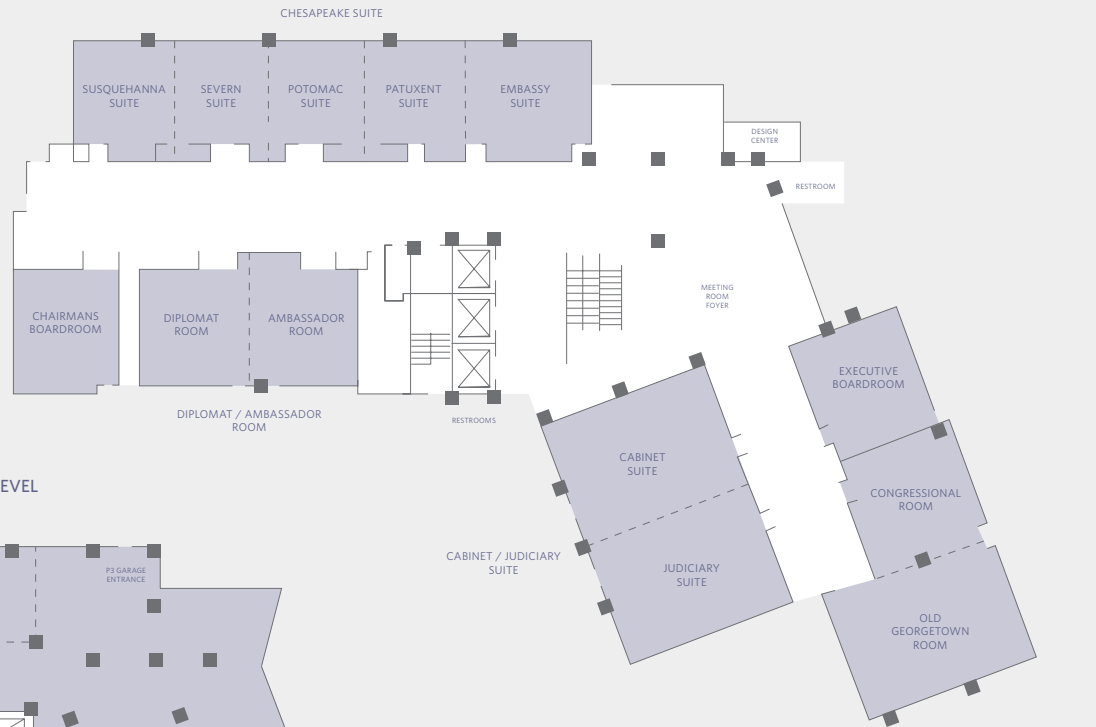 CHESAPEAKE SUITE
SUSQUEHANNA
SUITE
SEVERN
SUITE
POTOMAC
SUITE
PATUXENT
SUITE
EMBASSY
SUITE
DESIGN
CENTER
RESTROOM
MEETING
ROOM
FOYER
CHAIRMANS
BOARDROOM
DIPLOMAT
ROOM
AMBASSADOR
ROOM
DIPLOMAT / AMBASSADOR
ROOM
RESTROOMS
EXECUTIVE
BOARDROOM
CABINET
SUITE
CONGRESSIONAL
ROOM
EVEL
CABINET / JUDICIARY
SUITE
JUDICIARY
SUITE
P3 GARAGE
ENTRANCE
OLD
GEORGETOWN
ROOM